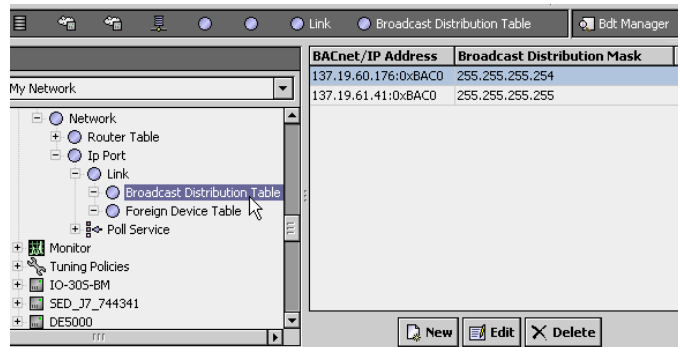 Link Broadcast Distribution Table Bdt Manager
My Network
Network
Router Table
Ip Port
Link
Broadcast Distribution Table
Foreign Device Table
Poll Service
Monitor
Tuning Policies
IO-30S-BM
SED_J7_744341
DE5000
BACnet/IP Address Broadcast Distribution Mask
137.19.60.176:0xBAC0 255.255.255.254
137.19.61.41:0xBAC0 255.255.255.255
New Edit Delete